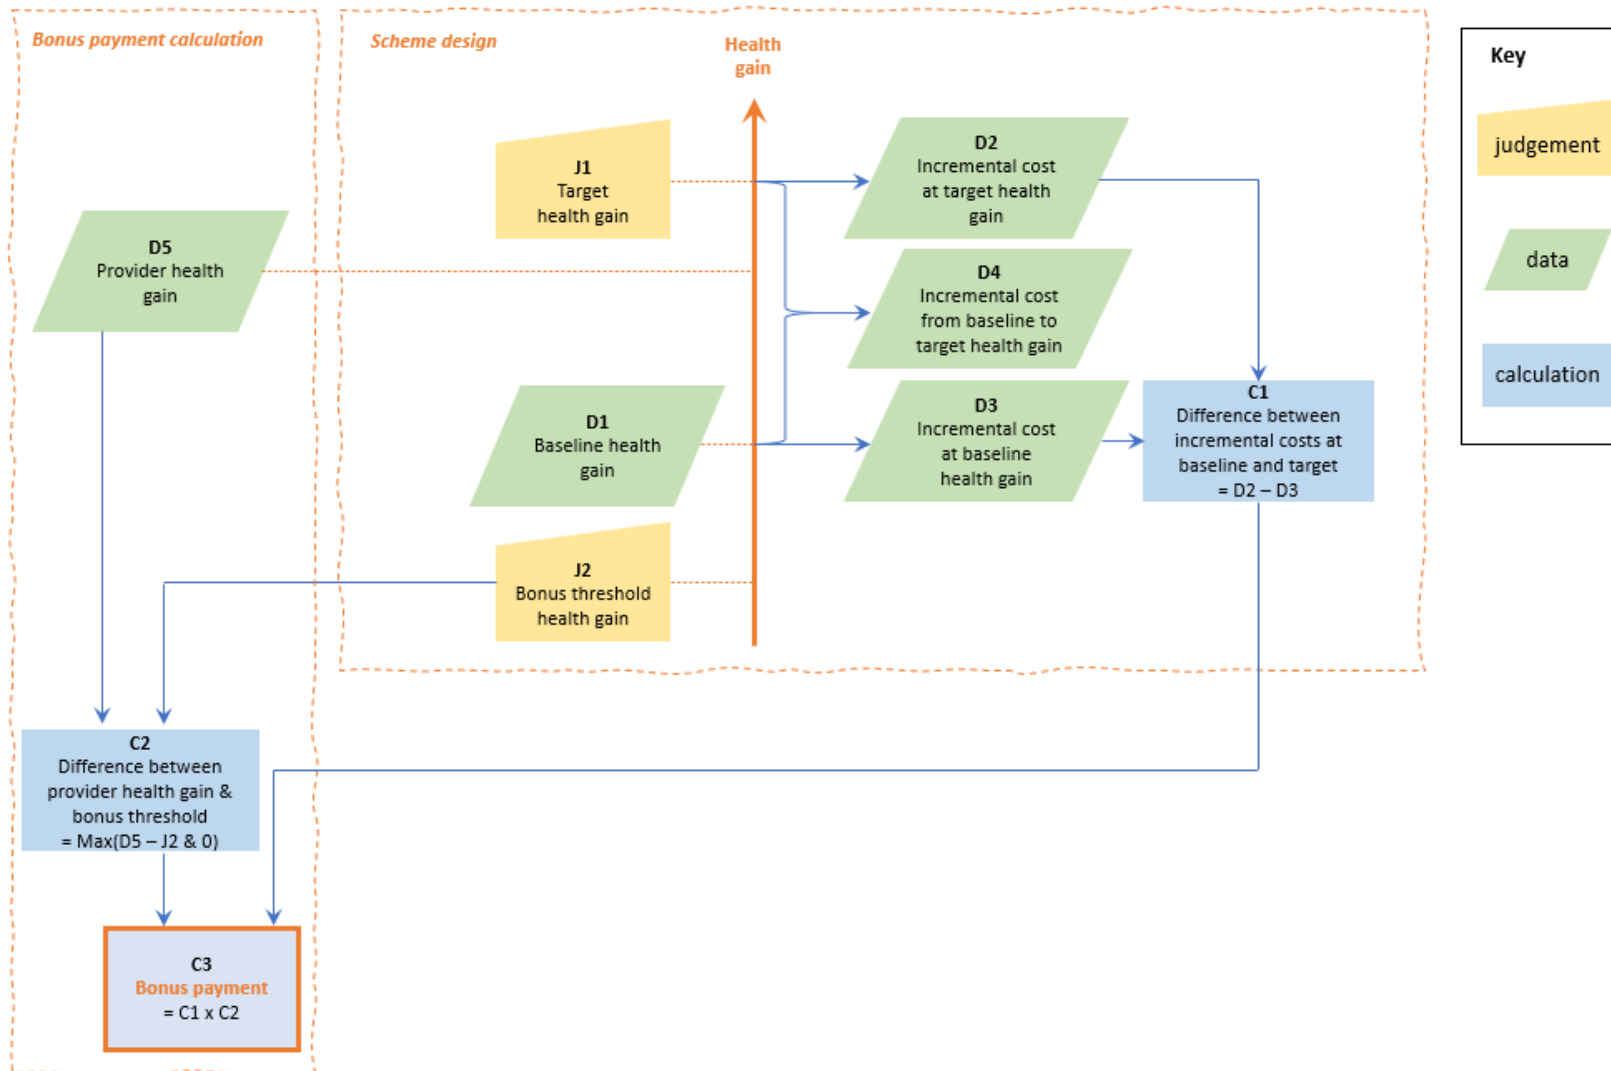 Bonus payment calculation
Scheme design
Health
gain
Key
judgement
data
calculation
J1
Target
health gain
D2
Incremental cost
at target health
gain
D5
Provider health
gain
D4
Incremental cost
from baseline to
target health gain
D1
Baseline health
gain
D3
Incremental cost
at baseline
health gain
C1
Difference between
incremental costs at
baseline and target
= D2 – D3
J2
Bonus threshold
health gain
C2
Difference between
provider health gain &
bonus threshold
= Max(D5 – J2 & 0)
C3
Bonus payment
= C1 x C2